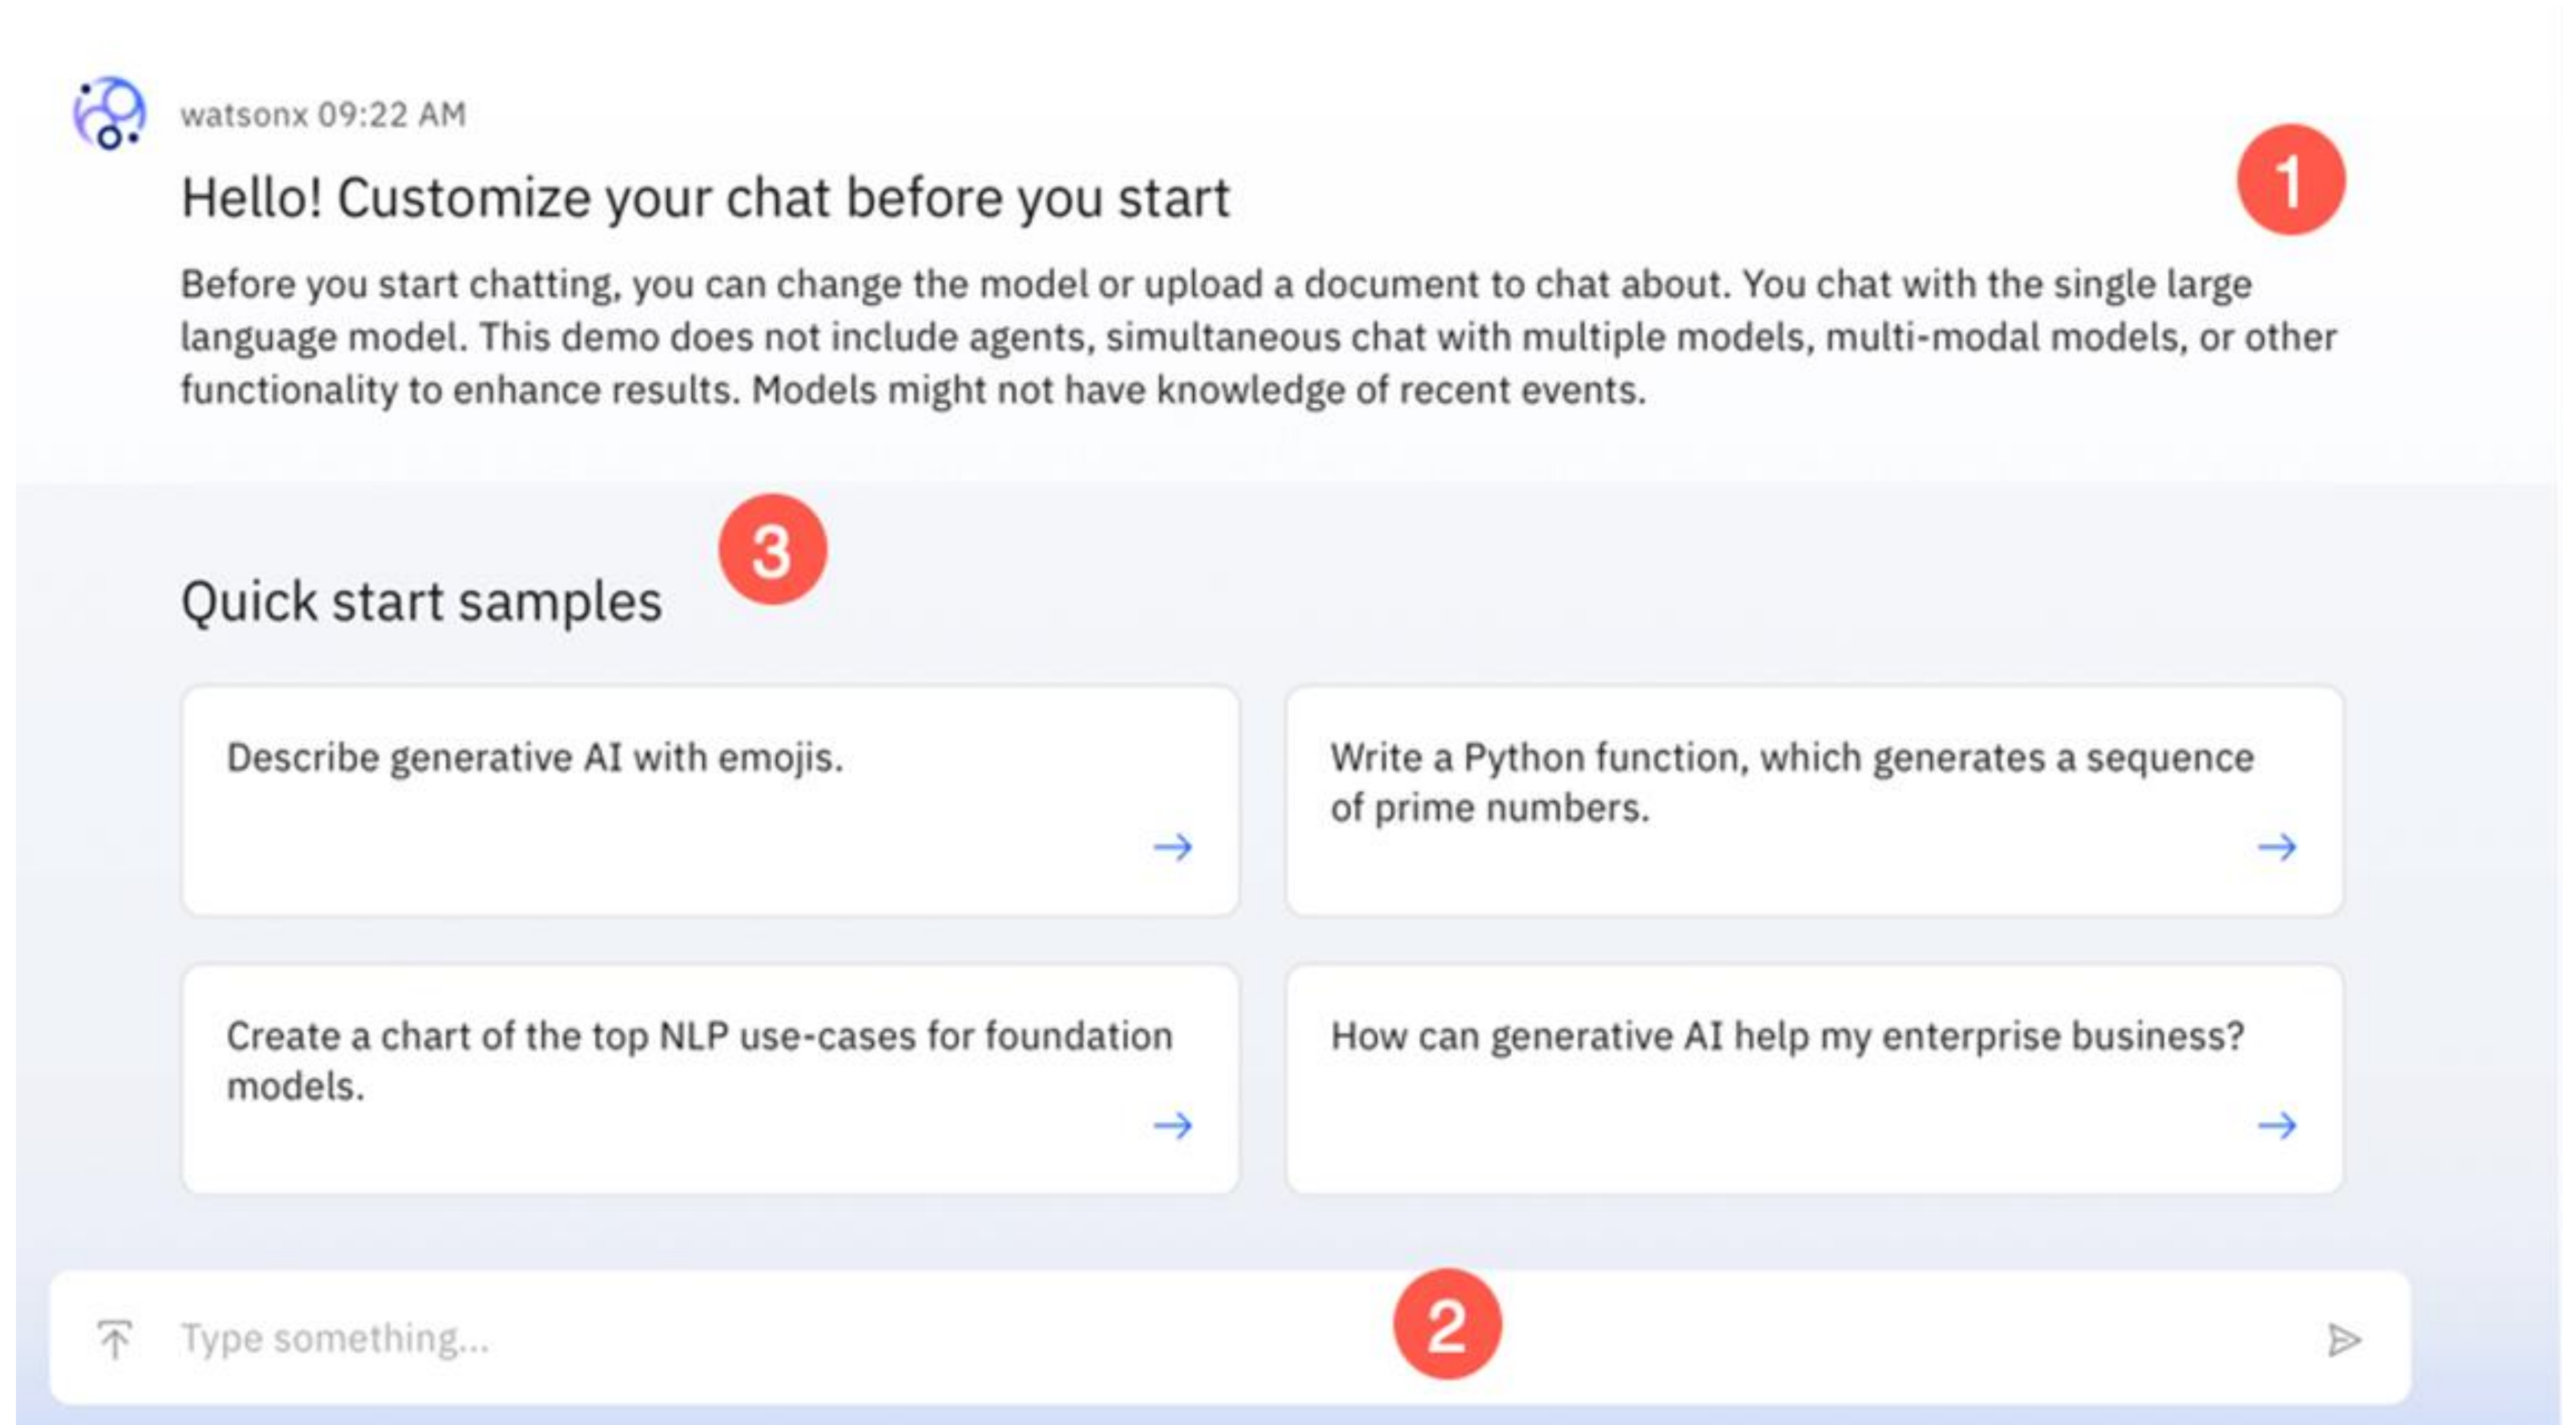 watsonx 09:22 AM
1
Hello! Customize your chat before you start
Before you start chatting, you can change the model or upload a document to chat about. You chat with the single large
language model. This demo does not include agents, simultaneous chat with multiple models, multi-modal models, or other
functionality to enhance results. Models might not have knowledge of recent events.
3
Quick start samples
Describe generative AI with emojis.
Write a Python function, which generates a sequence
of prime numbers.
Create a chart of the top NLP use-cases for foundation
models.
How can generative AI help my enterprise business?
2
Type something...